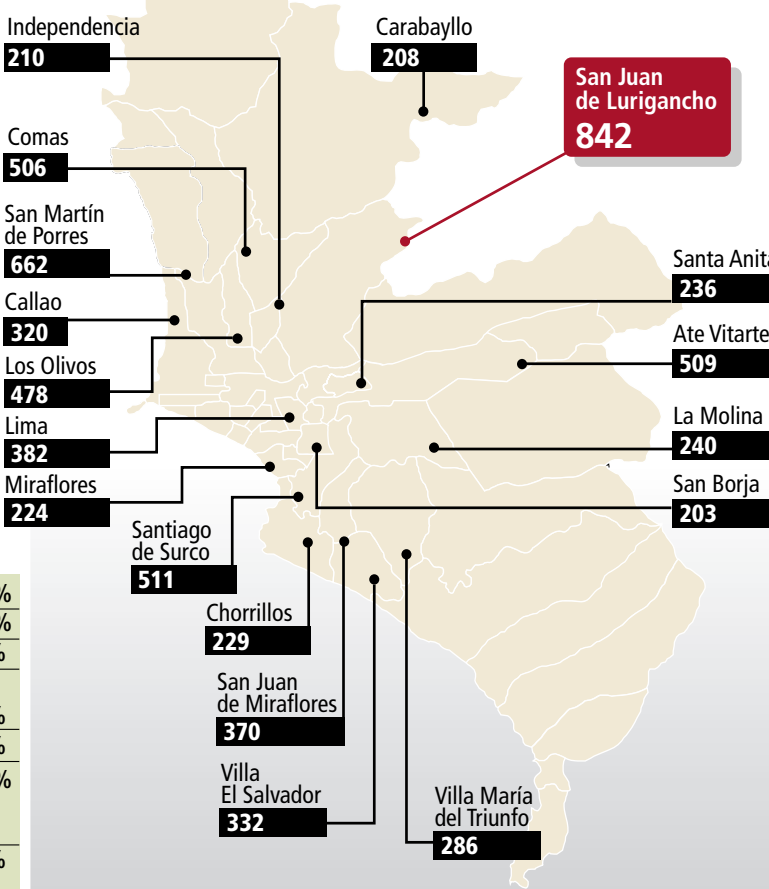 Independencia
210
Carabayllo
208
San Juan
de Lurigancho
842
Comas
506
San Martín
de Porres
662
Callao
320
Los Olivos
478
Lima
382
Miraflores
224
Santa Anita
236
Ate Vitarte
509
La Molina
240
San Borja
203
Santiago
de Surco
511
Chorrillos
229
San Juan
de Miraflores
370
Villa
El Salvador
332
Villa María
del Triunfo
286
%
%
%
%
%
%
%